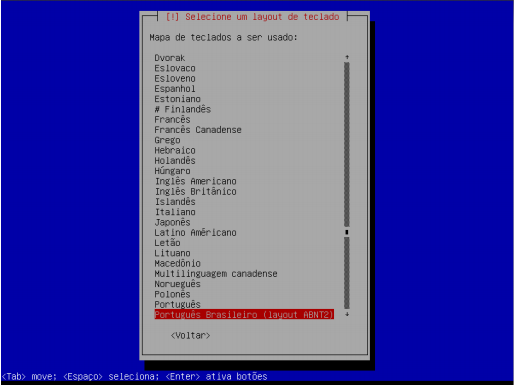 [!] Selecione um layout de teclado
Mapa de teclados a ser usado:
Dvorak
Eslovaco
Esloveno
Espanhol
Estoniano
# Finlandês
Francês
Francês Canadense
Grego
Hebraico
Holandês
Húngaro
Inglês Americano
Inglês Britânico
Islandês
Italiano
Japonês
Latino Américano
Letão
Lituano
Macedônio
Multilinguagem canadense
Norueguês
Polonês
Português
Português Brasileiro (layout ABNT2)
<Voltar>
<Tab> move; <Espaço> seleciona; <Enter> ativa botões